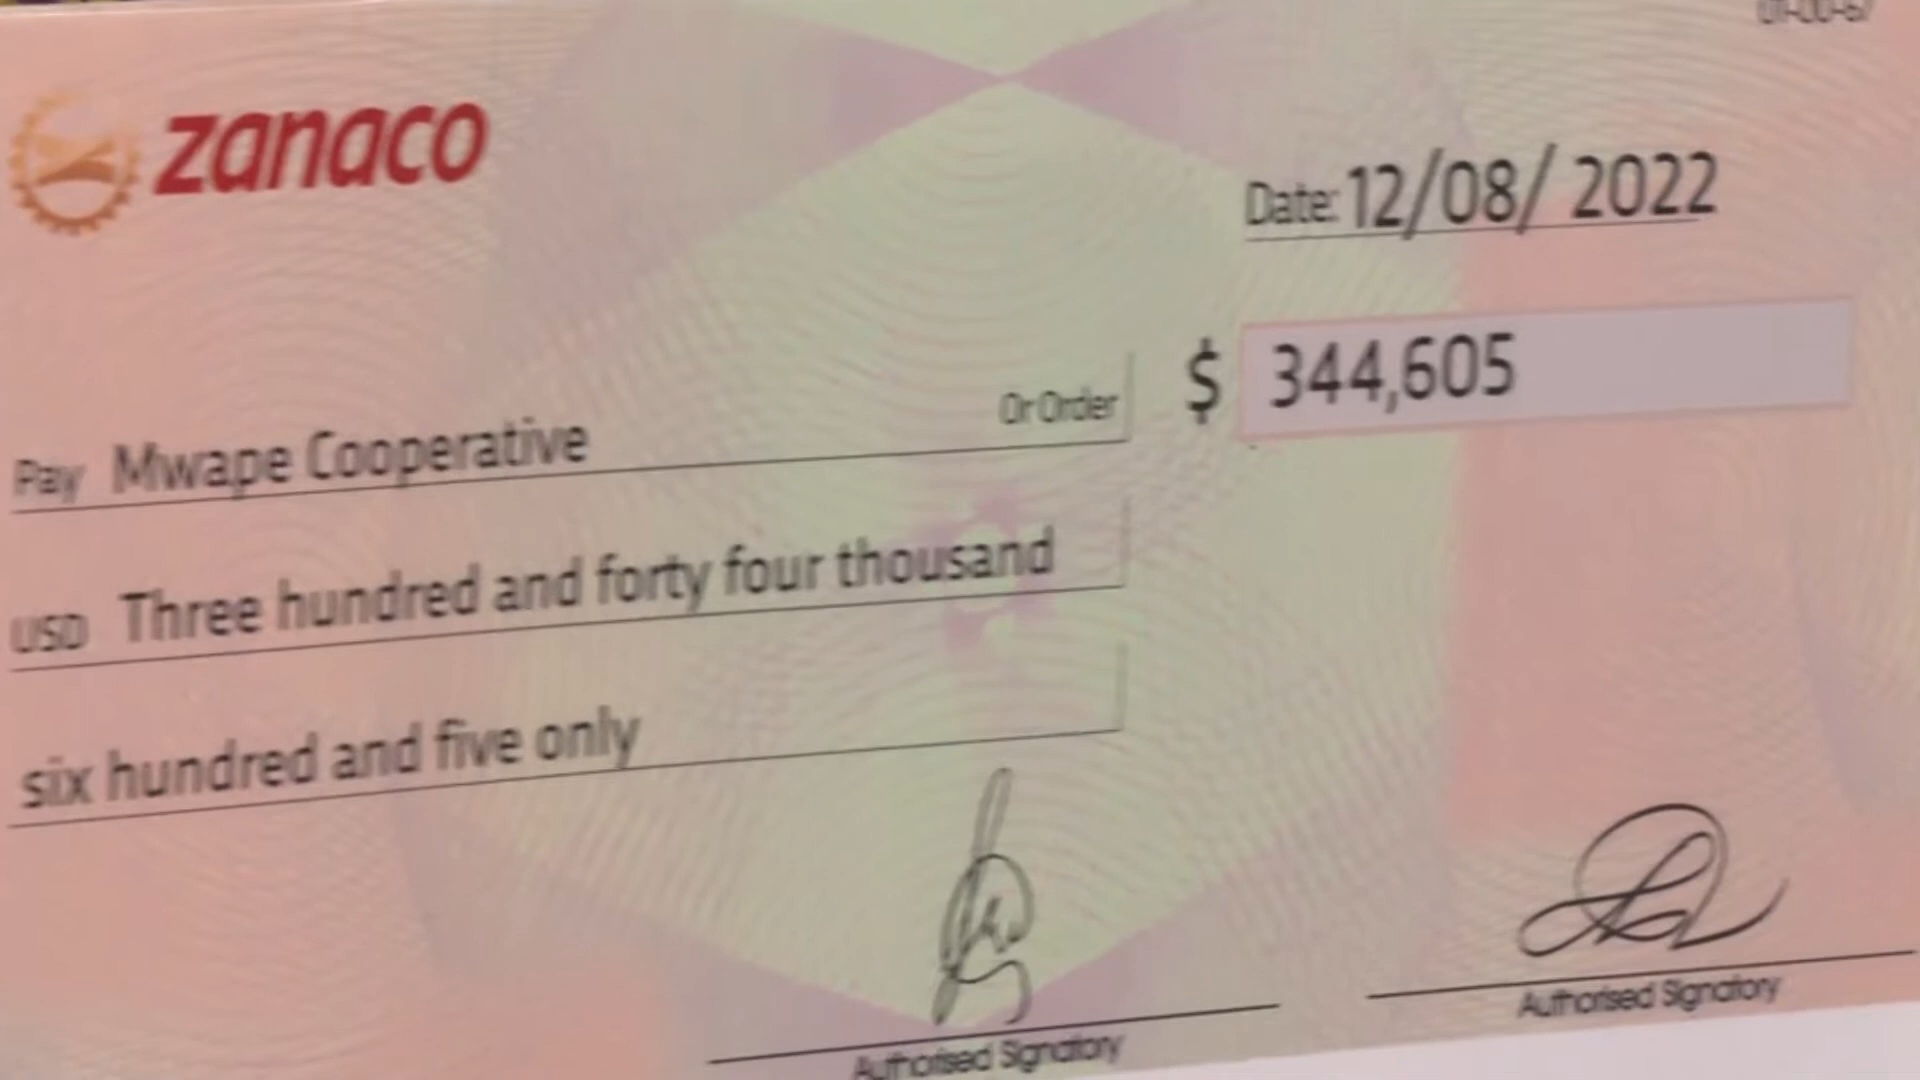 zanaco
Date: 12/08/ 2022
$ 344,605
Pay Mwape Cooperative Or Order
USD Three hundred and forty four thousand
six hundred and five only
Authorised Signatory
Authorised Signatory